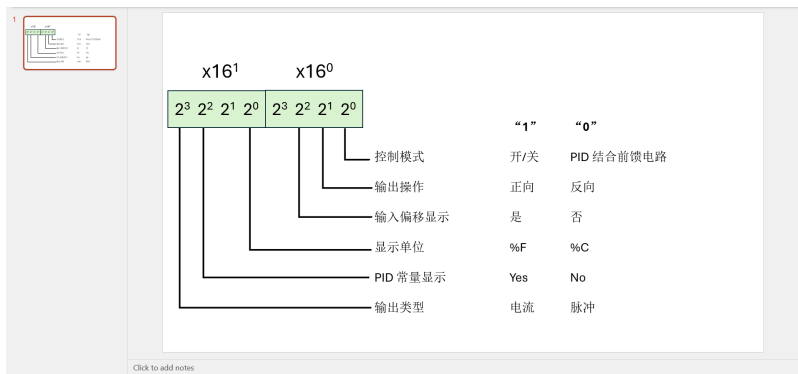 1
x16¹ x16⁰
2³ 2² 2¹ 2⁰ 2³ 2² 2¹ 2⁰
“1” “0”
控制模式 开/关 PID 结合前馈电路
输出操作 正向 反向
输入偏移显示 是 否
显示单位 %F %C
PID 常量显示 Yes No
输出类型 电流 脉冲
Click to add notes